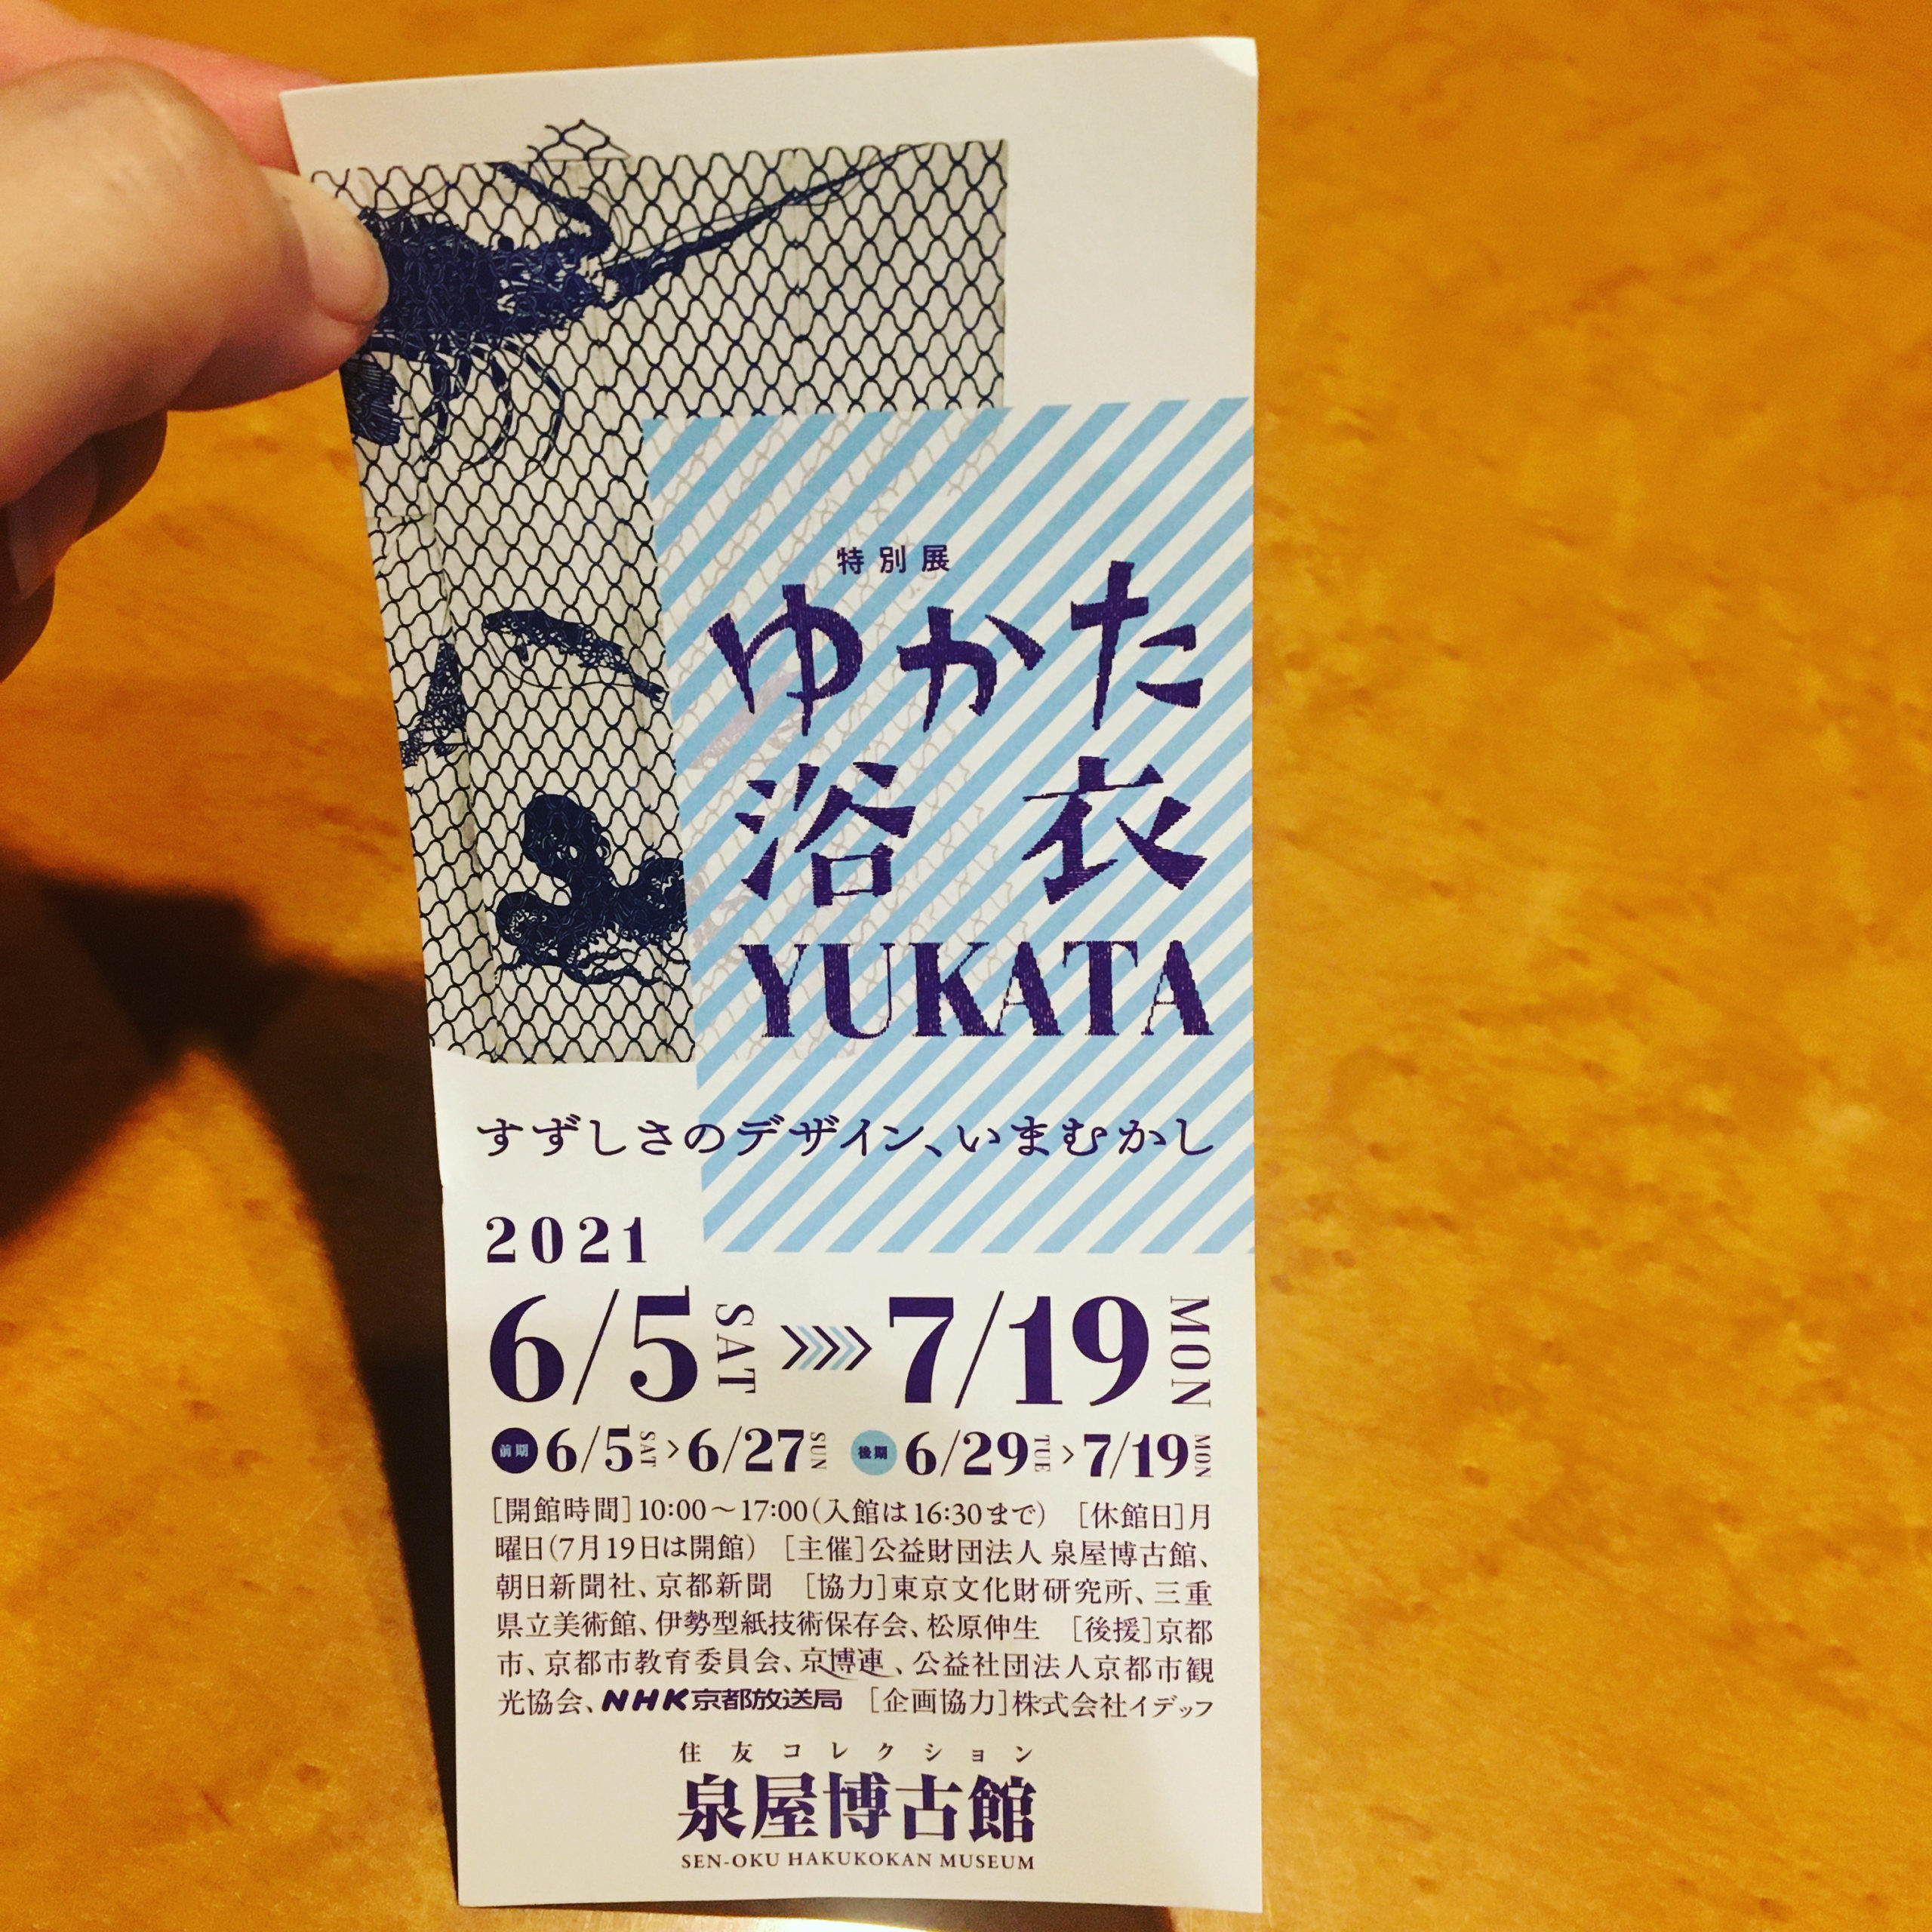 特別展
ゆかた
浴衣
YUKATA
すずしさのデザイン、いまむかし
2021
6/5 SAT >>>> 7/19 MON
前期 6/5 SAT > 6/27 SUN 後期 6/29 TUE > 7/19 MON
[開館時間]10:00〜17:00(入館は16:30まで) [休館日]月
曜日(7月19日は開館) [主催]公益財団法人 泉屋博古館、
朝日新聞社、京都新聞 [協力]東京文化財研究所、三重
県立美術館、伊勢型紙技術保存会、松原伸生 [後援]京都
市、京都市教育委員会、京博連、公益社団法人京都市観
光協会、NHK京都放送局 [企画協力]株式会社イデッフ
住友コレクション
泉屋博古館
SEN-OKU HAKUKOKAN MUSEUM